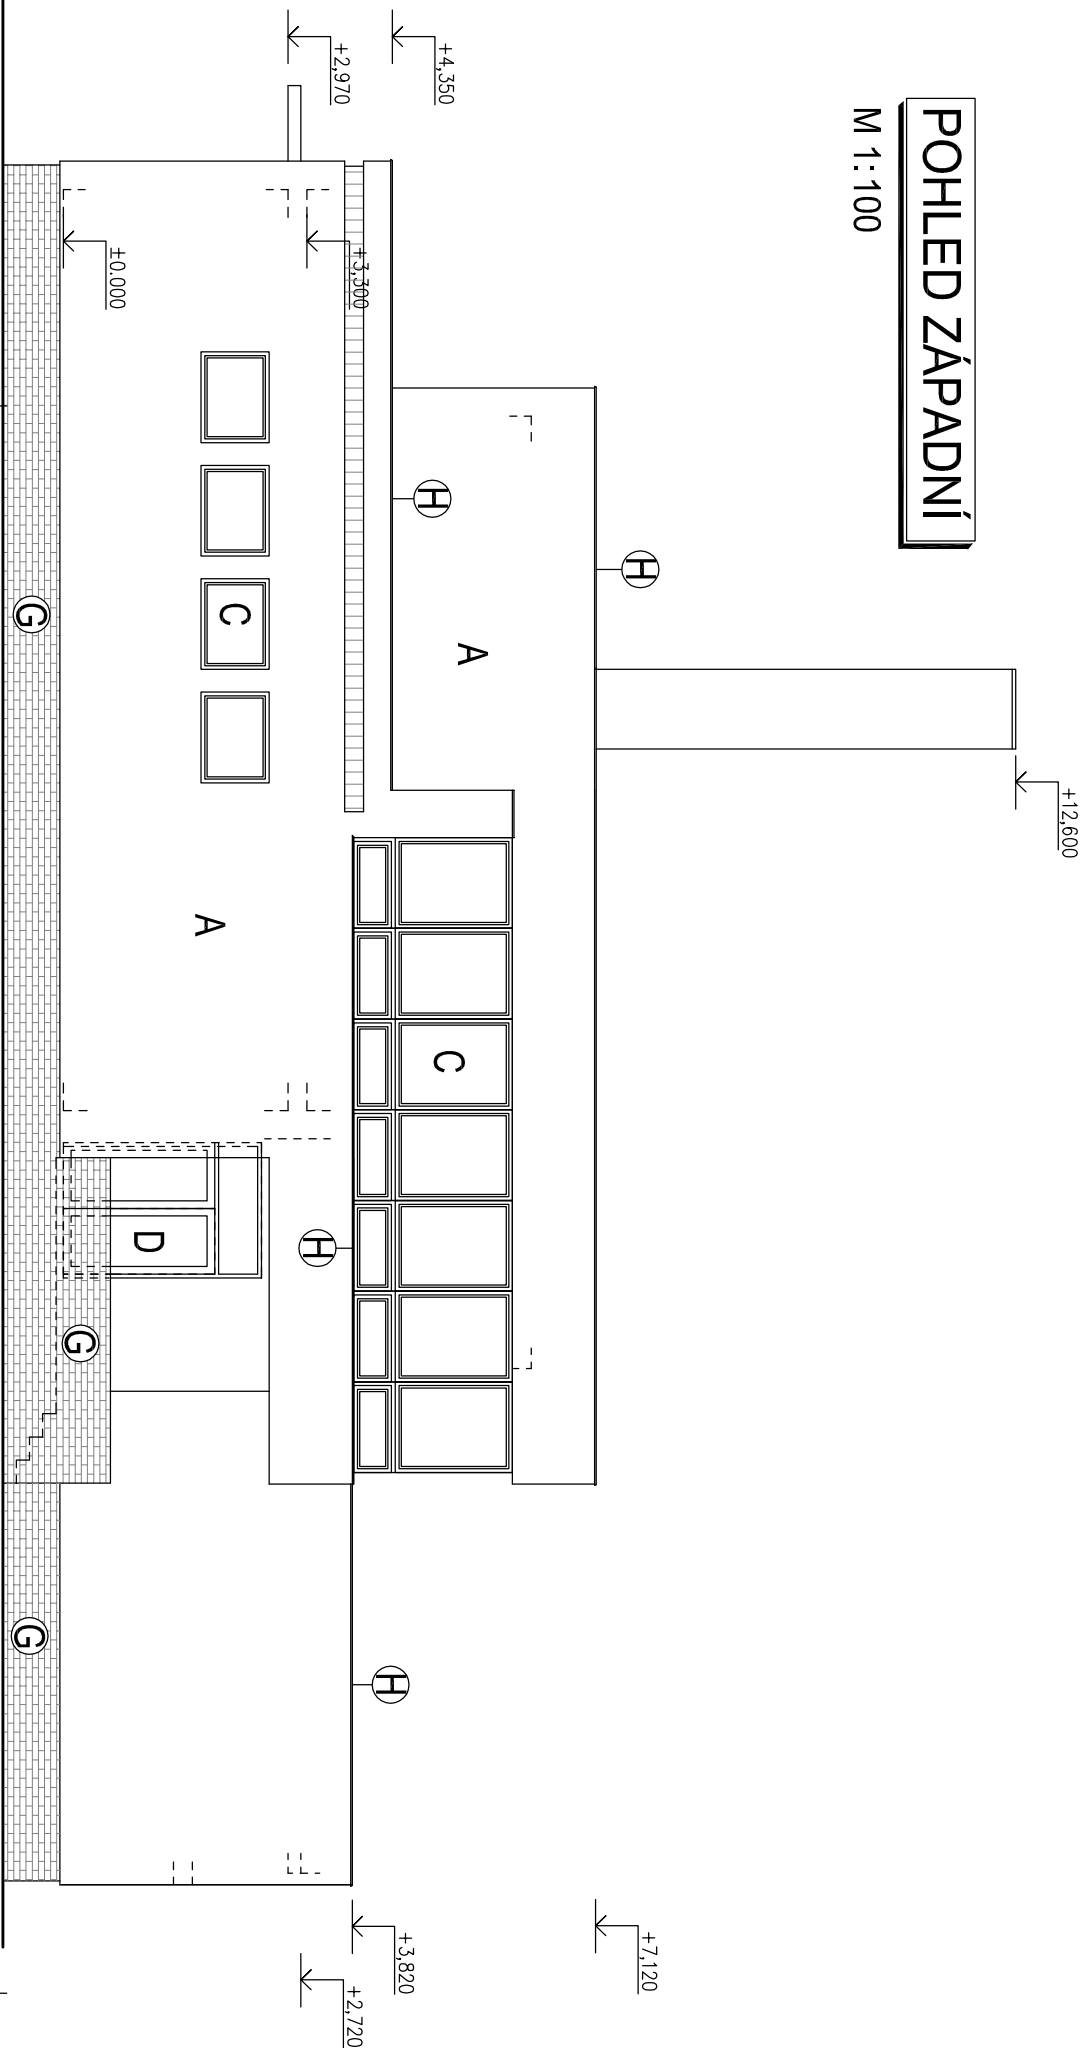 POHLED ZÁPADNÍ
M 1:100
+12,600
+7,120
+4,350
+2,970
+3,300
±0.000
+3,820
+2,720
H
H
A
C
C
A
H
D
H
G
G
G